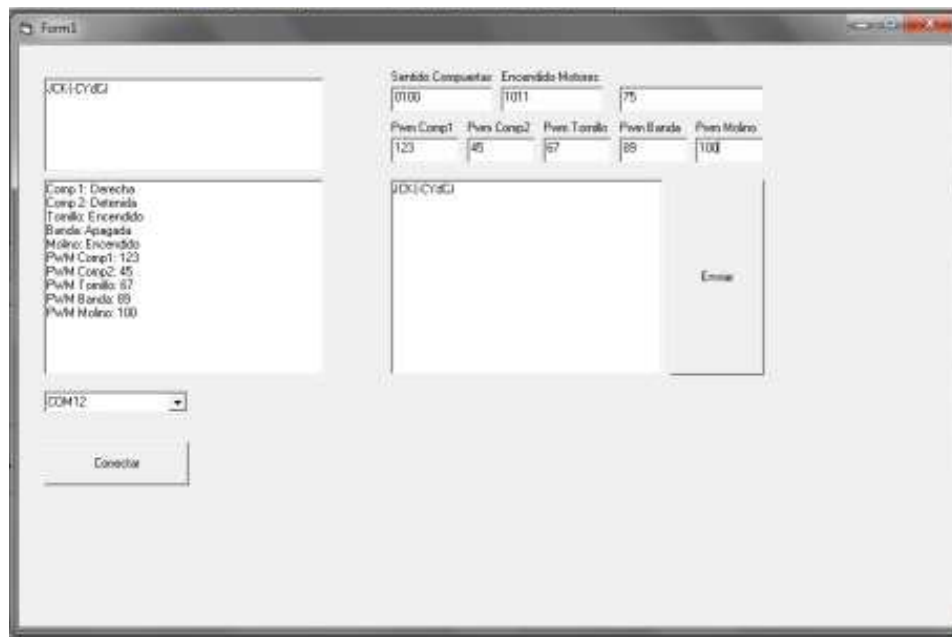 Form1
Sentido Compuertas Encendido Motores
0100 1011 75
Pwm Comp1 Pwm Comp2 Pwm Tornillo Pwm Banda Pwm Molino
123 45 67 89 100
Comp 1: Derecha
Comp 2: Detenida
Tornillo: Encendido
Banda: Apagada
Molino: Encendido
PWM Comp1: 123
PWM Comp2: 45
PWM Tornillo: 67
PWM Banda: 89
PWM Molino: 100
Enviar
COM12
Conectar